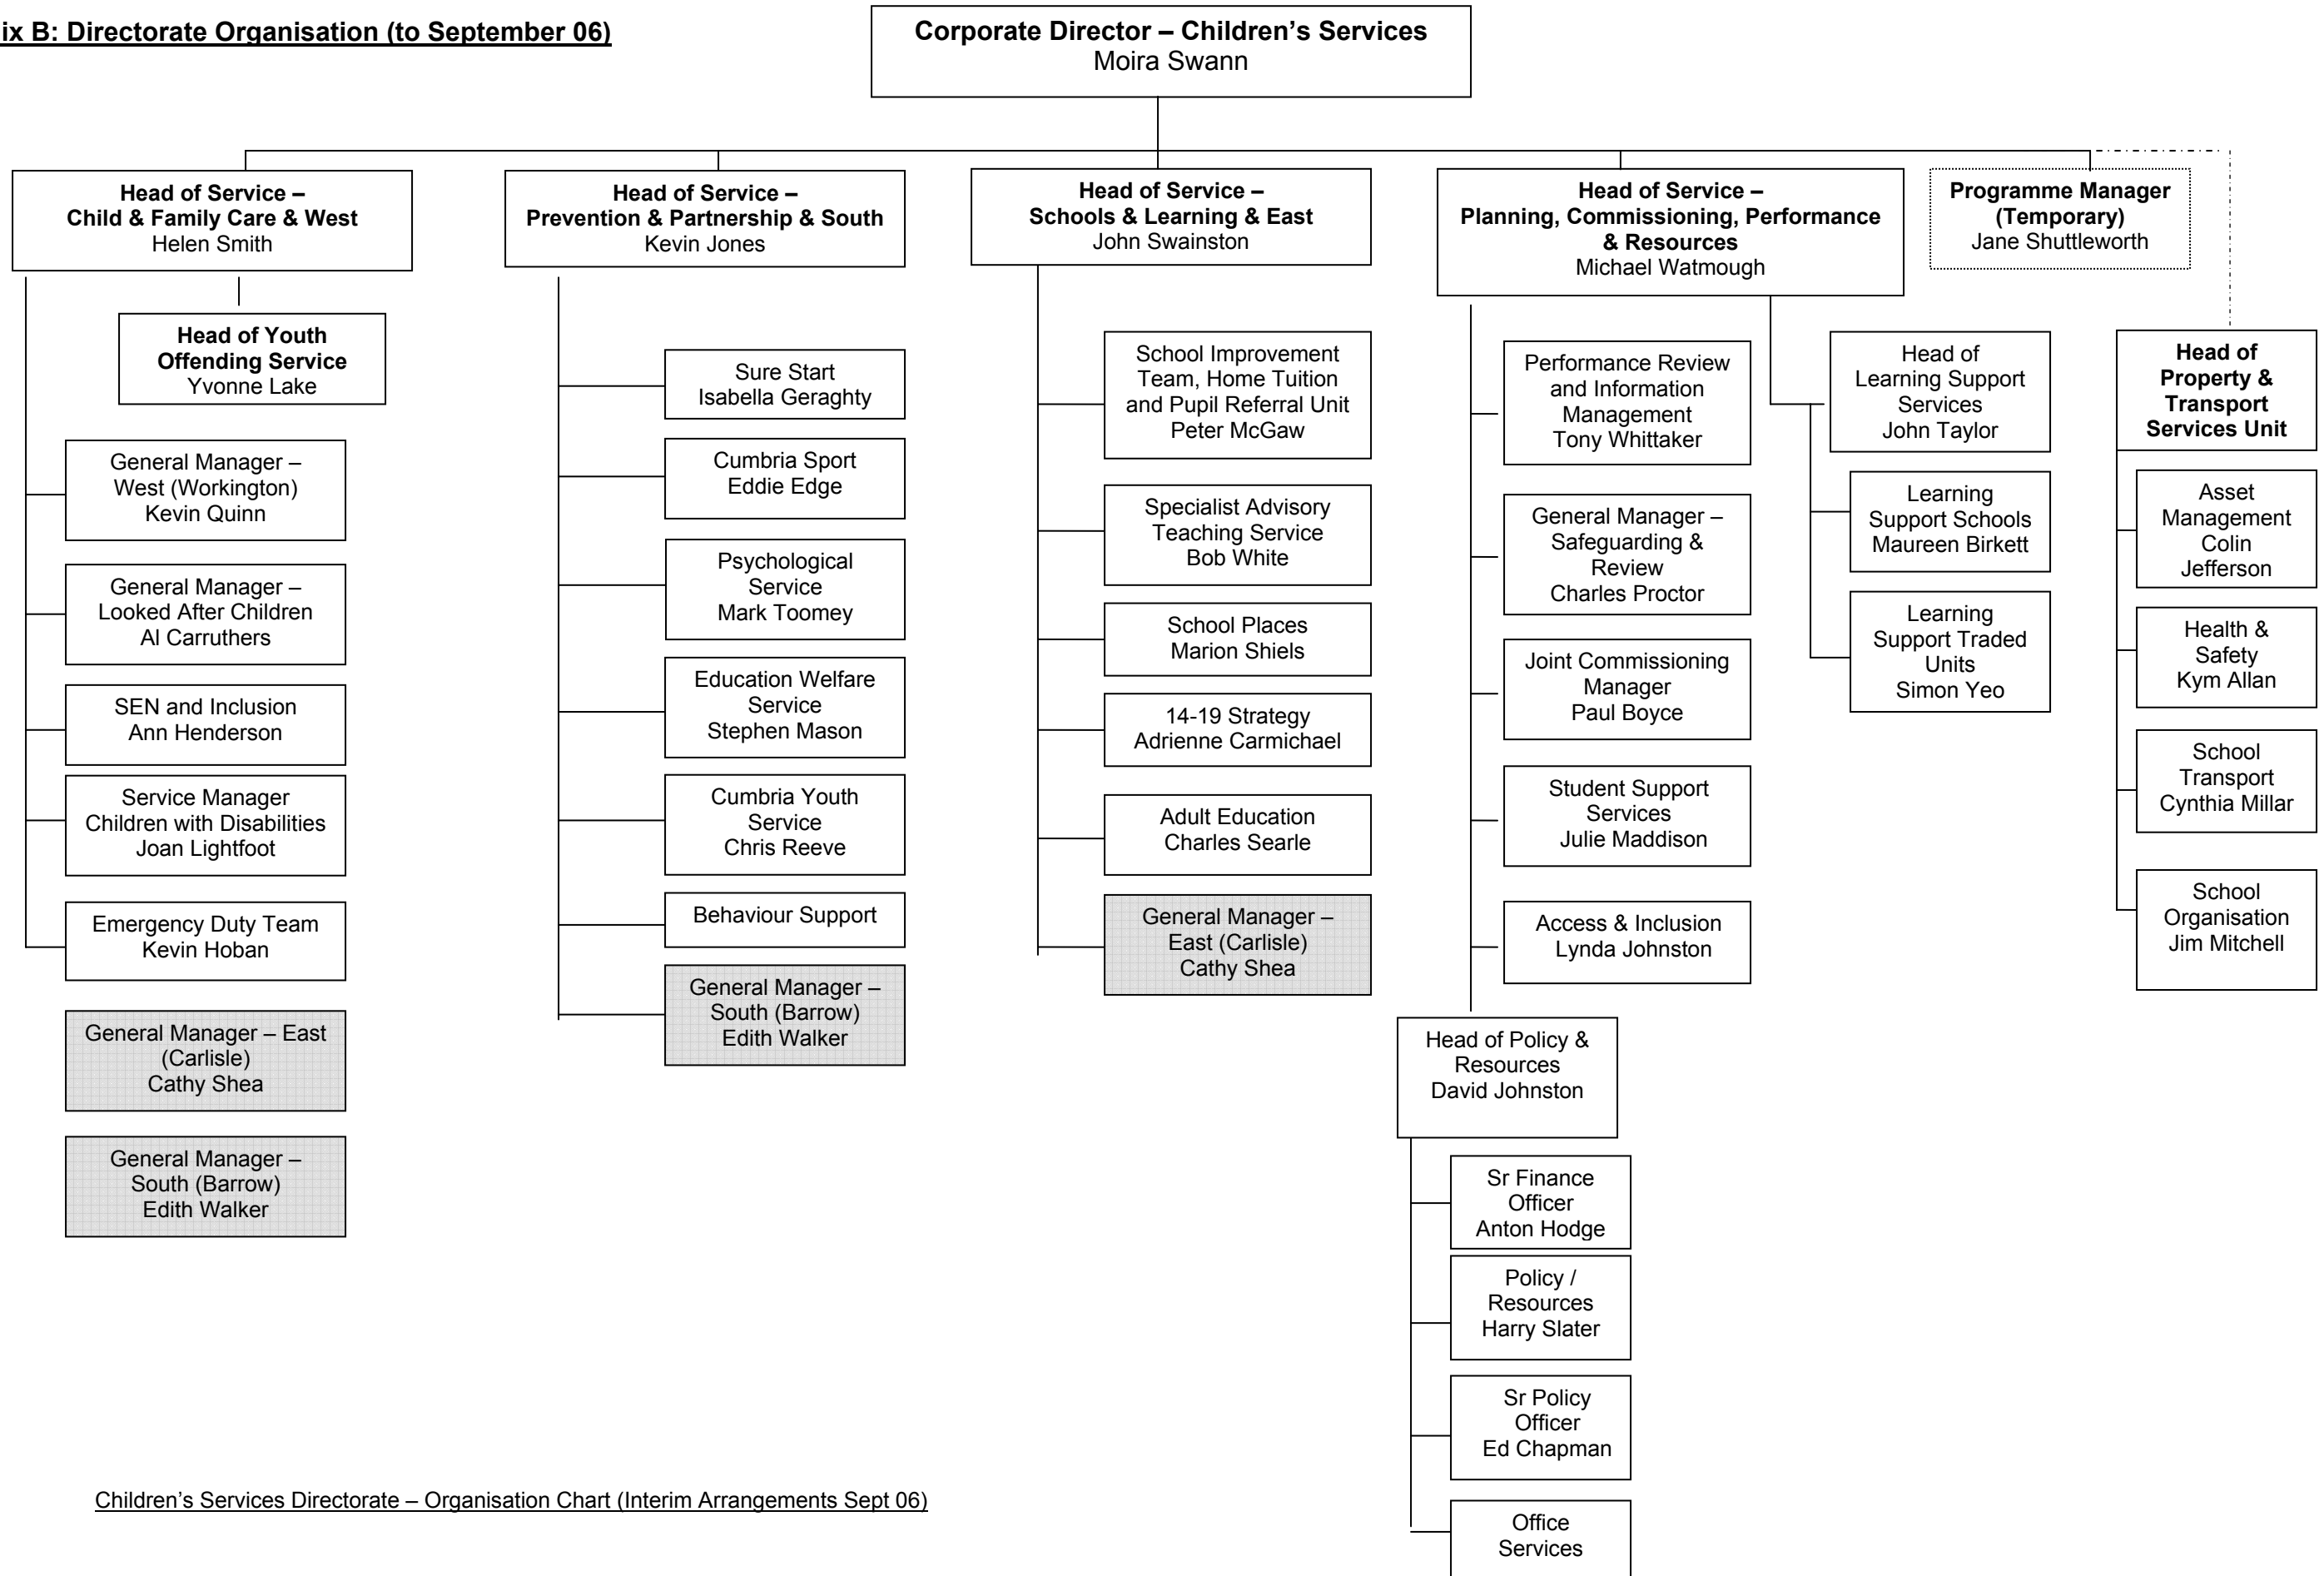 ix B: Directorate Organisation (to September 06)
Corporate Director – Children's Services
Moira Swann
Head of Service –
Child & Family Care & West
Helen Smith
Head of Youth
Offending Service
Yvonne Lake
General Manager –
West (Workington)
Kevin Quinn
General Manager –
Looked After Children
Al Carruthers
SEN and Inclusion
Ann Henderson
Service Manager
Children with Disabilities
Joan Lightfoot
Emergency Duty Team
Kevin Hoban
General Manager – East
(Carlisle)
Cathy Shea
General Manager –
South (Barrow)
Edith Walker
Head of Service –
Prevention & Partnership & South
Kevin Jones
Sure Start
Isabella Geraghty
Cumbria Sport
Eddie Edge
Psychological
Service
Mark Toomey
Education Welfare
Service
Stephen Mason
Cumbria Youth
Service
Chris Reeve
Behaviour Support
General Manager –
South (Barrow)
Edith Walker
Head of Service –
Schools & Learning & East
John Swainston
School Improvement
Team, Home Tuition
and Pupil Referral Unit
Peter McGaw
Specialist Advisory
Teaching Service
Bob White
School Places
Marion Shiels
14-19 Strategy
Adrienne Carmichael
Adult Education
Charles Searle
General Manager –
East (Carlisle)
Cathy Shea
Head of Service –
Planning, Commissioning, Performance
& Resources
Michael Watmough
Performance Review
and Information
Management
Tony Whittaker
General Manager –
Safeguarding &
Review
Charles Proctor
Joint Commissioning
Manager
Paul Boyce
Student Support
Services
Julie Maddison
Access & Inclusion
Lynda Johnston
Head of Policy &
Resources
David Johnston
Sr Finance
Officer
Anton Hodge
Policy /
Resources
Harry Slater
Sr Policy
Officer
Ed Chapman
Office
Services
Head of
Learning Support
Services
John Taylor
Learning
Support Schools
Maureen Birkett
Learning
Support Traded
Units
Simon Yeo
Programme Manager
(Temporary)
Jane Shuttleworth
Head of
Property &
Transport
Services Unit
Asset
Management
Colin
Jefferson
Health &
Safety
Kym Allan
School
Transport
Cynthia Millar
School
Organisation
Jim Mitchell
Children's Services Directorate – Organisation Chart (Interim Arrangements Sept 06)